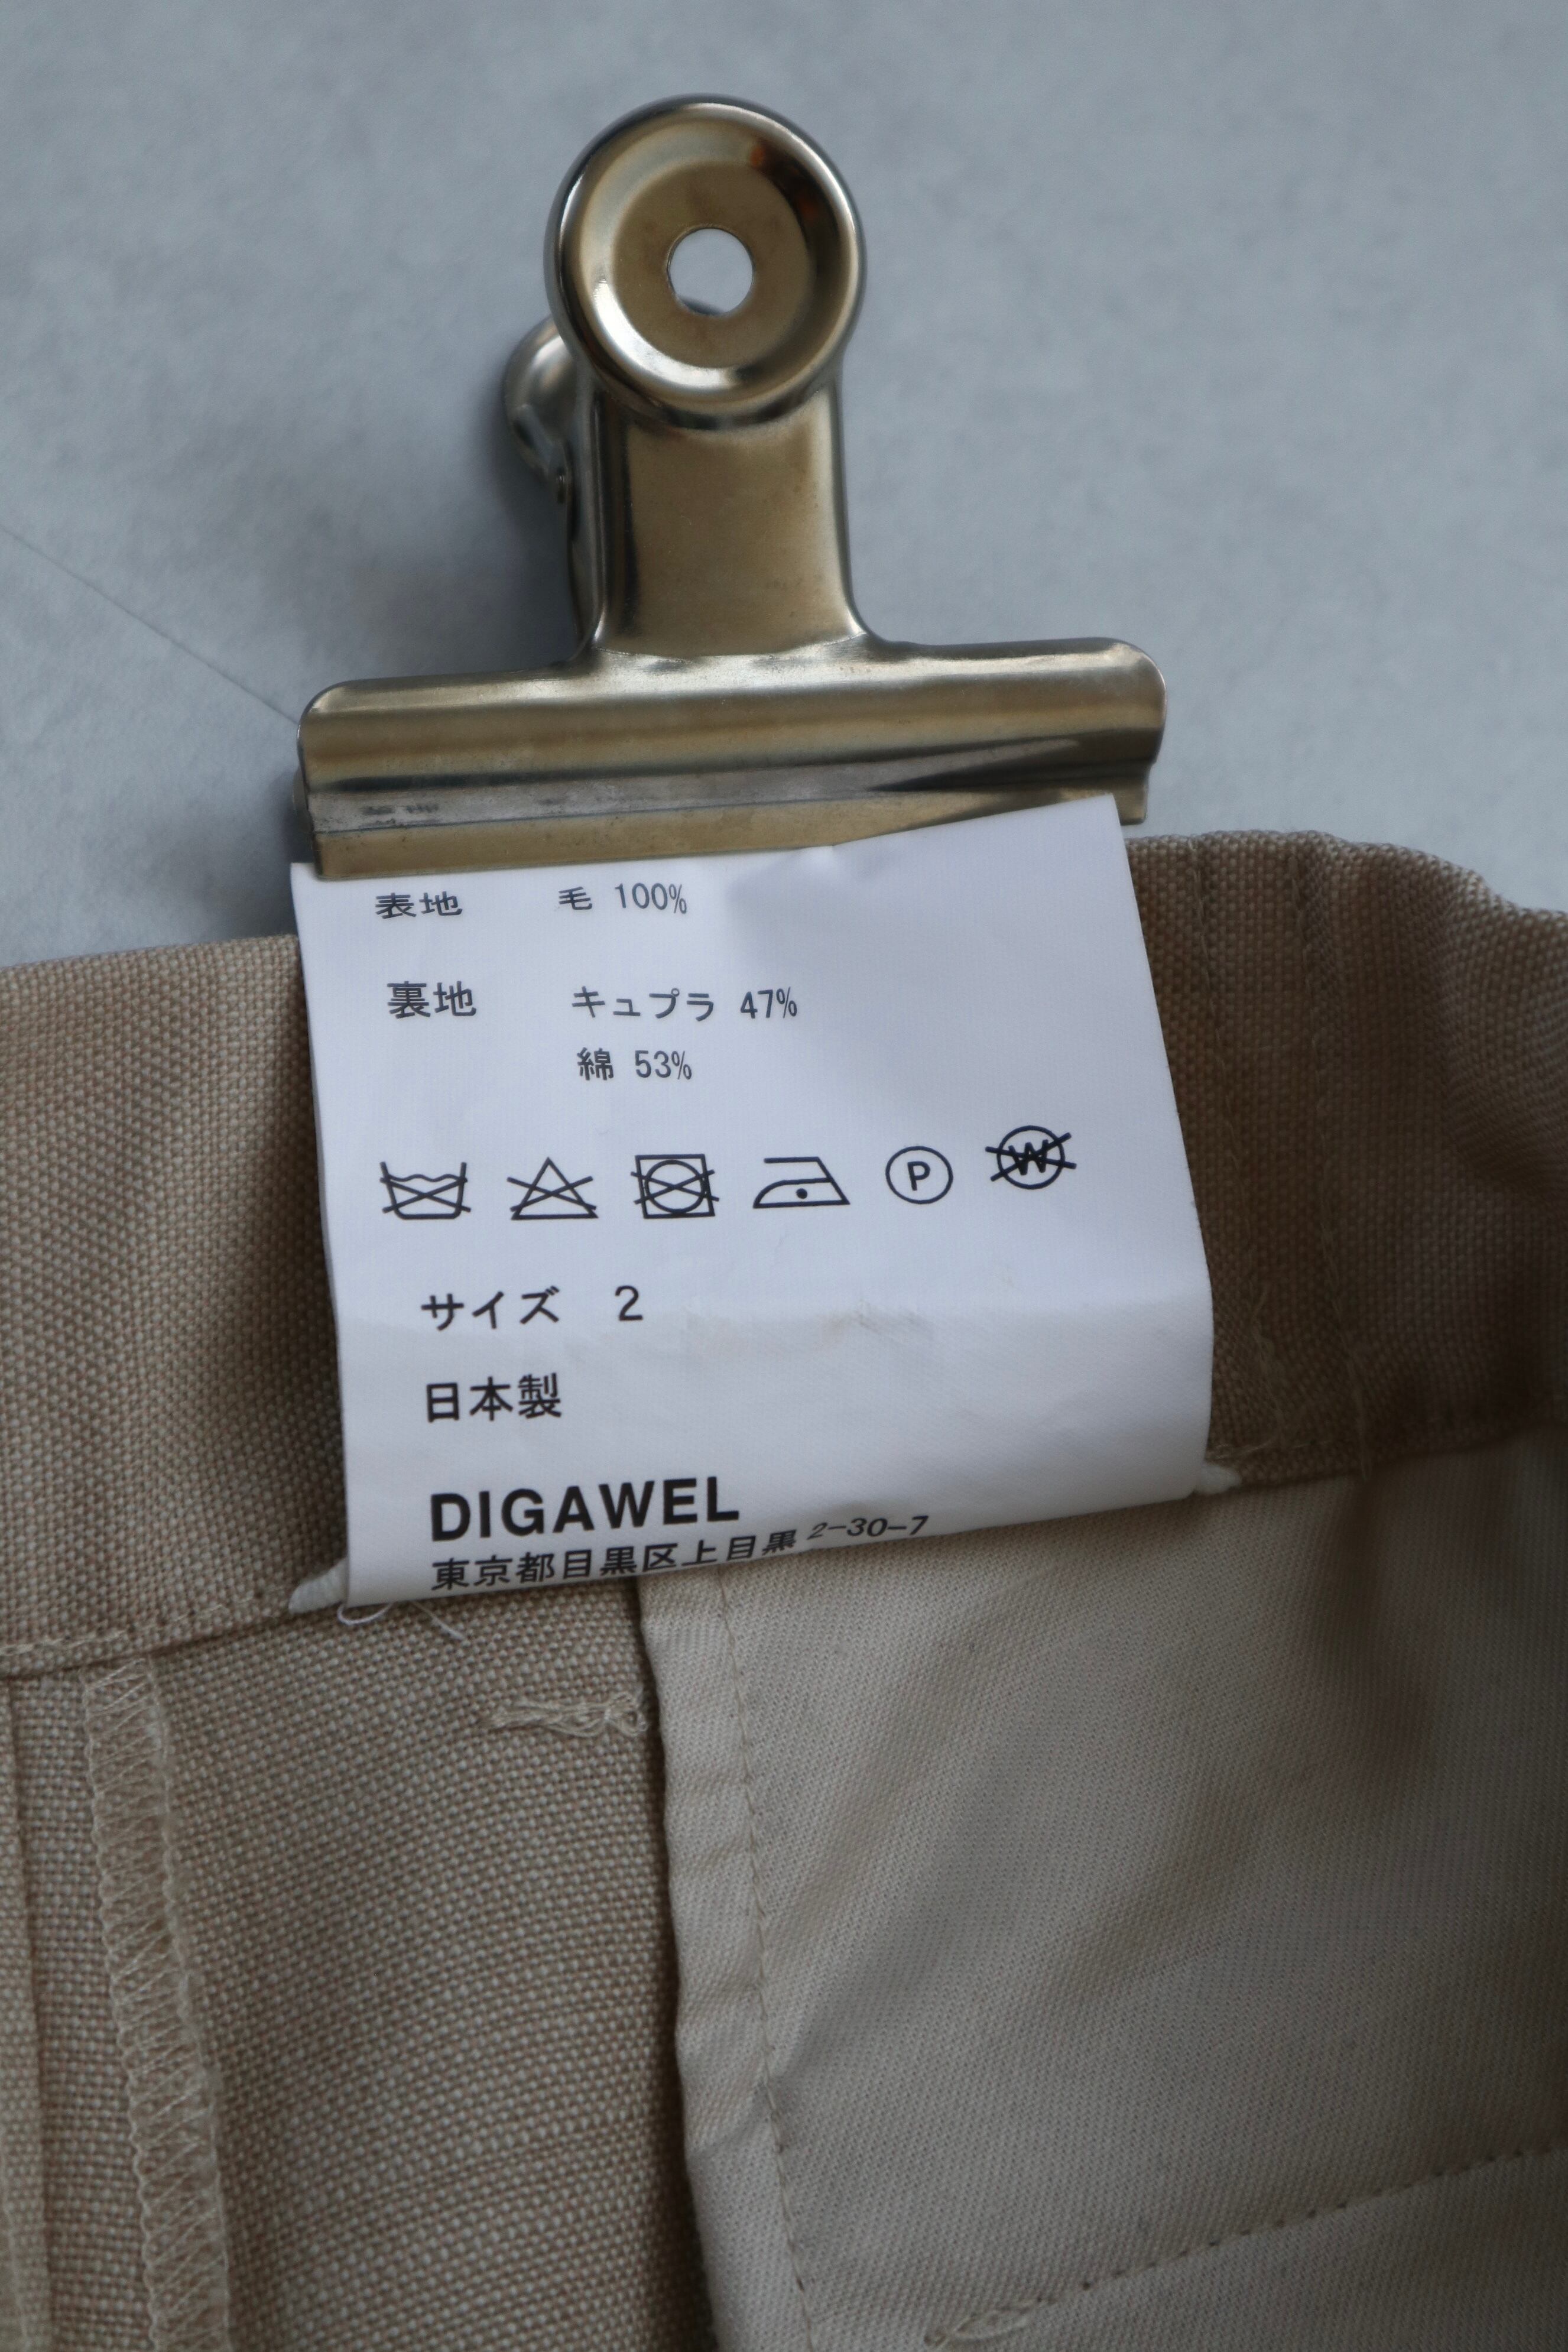 表地 毛 100%
裏地 キュプラ 47%
綿 53%
P W
サイズ 2
日本製
DIGAWEL
東京都目黒区上目黒 2-30-7